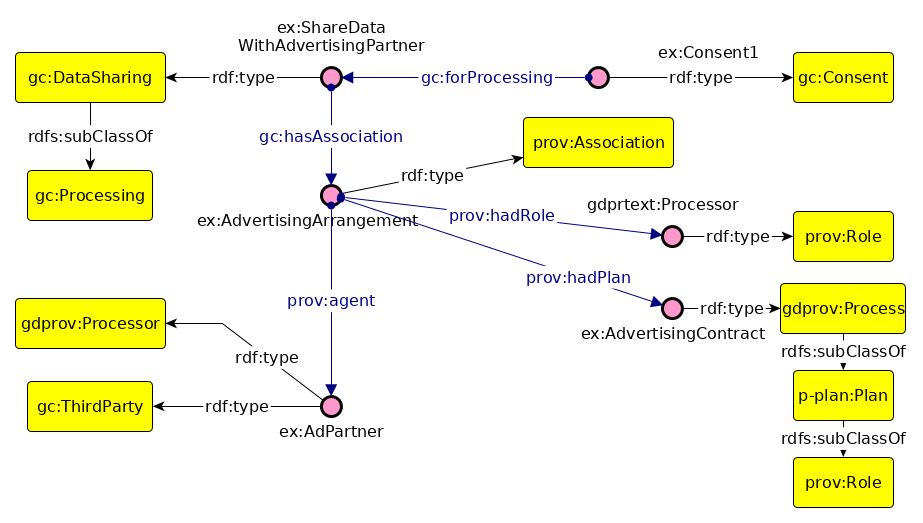 ex:ShareData
WithAdvertisingPartner
ex:Consent1
gc:DataSharing
rdf:type
gc:forProcessing
rdf:type
gc:Consent
rdfs:subClassOf
gc:hasAssociation
prov:Association
rdf:type
gc:Processing
ex:AdvertisingArrangement
prov:hadRole
gdprtext:Processor
rdf:type
prov:Role
prov:hadPlan
prov:agent
rdf:type
gdprov:Process
ex:AdvertisingContract
gdprov:Processor
rdf:type
rdfs:subClassOf
p-plan:Plan
gc:ThirdParty
rdf:type
ex:AdPartner
rdfs:subClassOf
prov:Role